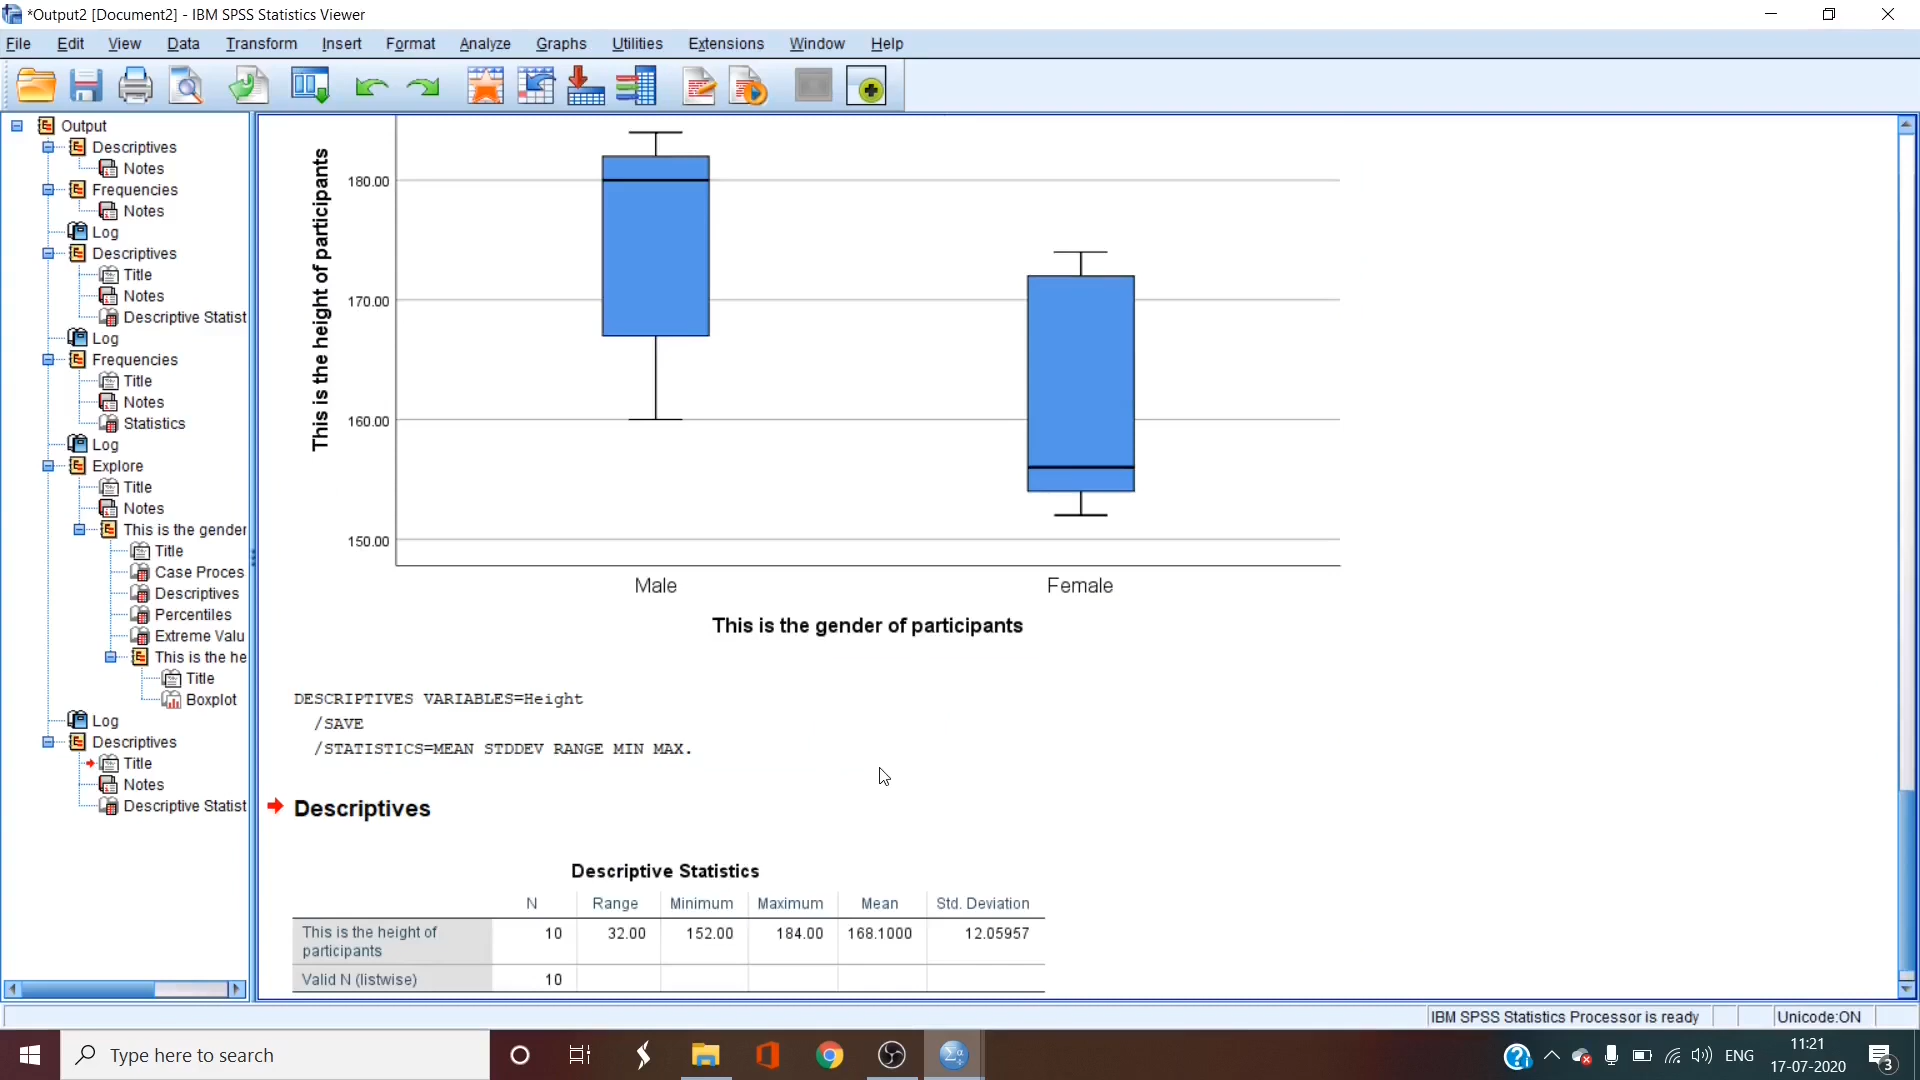 *Output2 [Document2] - IBM SPSS Statistics Viewer
File Edit View Data Transform Insert Format Analyze Graphs Utilities Extensions Window Help
Output
Descriptives
Notes
Frequencies
Notes
Log
Descriptives
Title
Notes
Descriptive Statist
Log
Frequencies
Title
Notes
Statistics
Log
Explore
Title
Notes
This is the gender
Title
Case Proces
Descriptives
Percentiles
Extreme Valu
This is the he
Title
Boxplot
Log
Descriptives
Title
Notes
Descriptive Statist
This is the height of participants
180.00
170.00
160.00
150.00
Male Female
This is the gender of participants
DESCRIPTIVES VARIABLES=Height
/SAVE
/STATISTICS=MEAN STDDEV RANGE MIN MAX.
Descriptives
Descriptive Statistics
N Range Minimum Maximum Mean Std. Deviation
This is the height of
participants 10 32.00 152.00 184.00 168.1000 12.05957
Valid N (listwise) 10
IBM SPSS Statistics Processor is ready Unicode:ON
Type here to search
ENG
11:21
17-07-2020
3